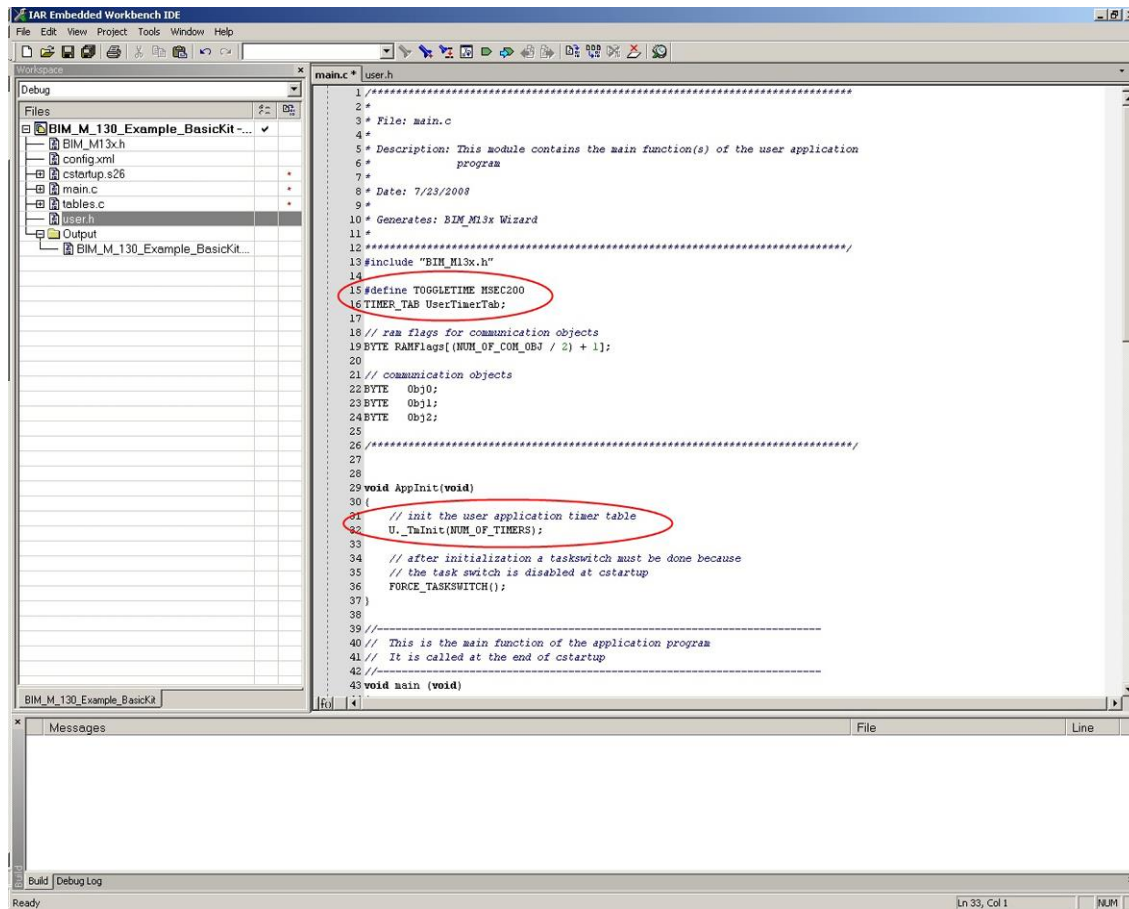 IAR Embedded Workbench IDE
File Edit View Project Tools Window Help
Workspace
Debug
Files
BIM_M_130_Example_BasicKit -...
BIM_M13x.h
config.xml
cstartup.s26
main.c
tables.c
user.h
Output
BIM_M_130_Example_BasicKit...
BIM_M_130_Example_BasicKit
main.c * user.h
1 /******************************************************************************
2 *
3 * File: main.c
4 *
5 * Description: This module contains the main function(s) of the user application
6 * program
7 *
8 * Date: 7/23/2008
9 *
10 * Generates: BIM_M13x Wizard
11 *
12 ******************************************************************************/
13 #include "BIM_M13x.h"
14
15 #define TOGGLETIME MSEC200
16 TIMER_TAB UserTimerTab;
17
18 // ram flags for communication objects
19 BYTE RAMFlags[(NUM_OF_COM_OBJ / 2) + 1];
20
21 // communication objects
22 BYTE Obj0;
23 BYTE Obj1;
24 BYTE Obj2;
25
26 /******************************************************************************/
27
28
29 void AppInit(void)
30 {
31 // init the user application timer table
32 U._TmInit(NUM_OF_TIMERS);
33
34 // after initialization a taskswitch must be done because
35 // the task switch is disabled at cstartup
36 FORCE_TASKSWITCH();
37 }
38
39 //------------------------------------------------------------------------
40 // This is the main function of the application program
41 // It is called at the end of cstartup
42 //------------------------------------------------------------------------
43 void main (void)
Messages File Line
Build
Build Debug Log
Ready Ln 33, Col 1 NUM